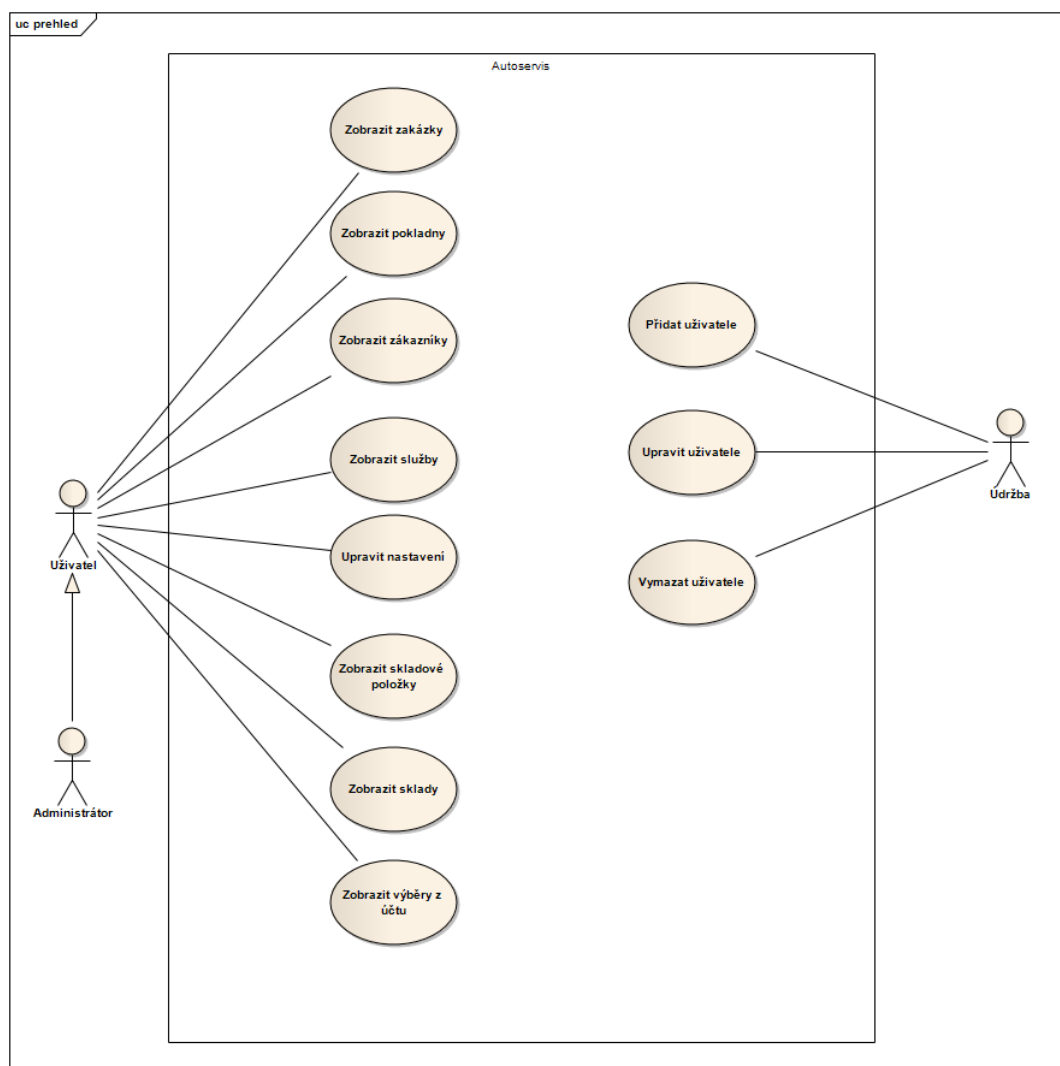 uc prehled
Autoservis
Zobrazit zakázky
Zobrazit pokladny
Zobrazit zákazníky
Zobrazit služby
Upravit nastavení
Zobrazit skladové
položky
Zobrazit sklady
Zobrazit výběry z
účtu
Přidat uživatele
Upravit uživatele
Vymazat uživatele
Uživatel
Administrátor
Údržba